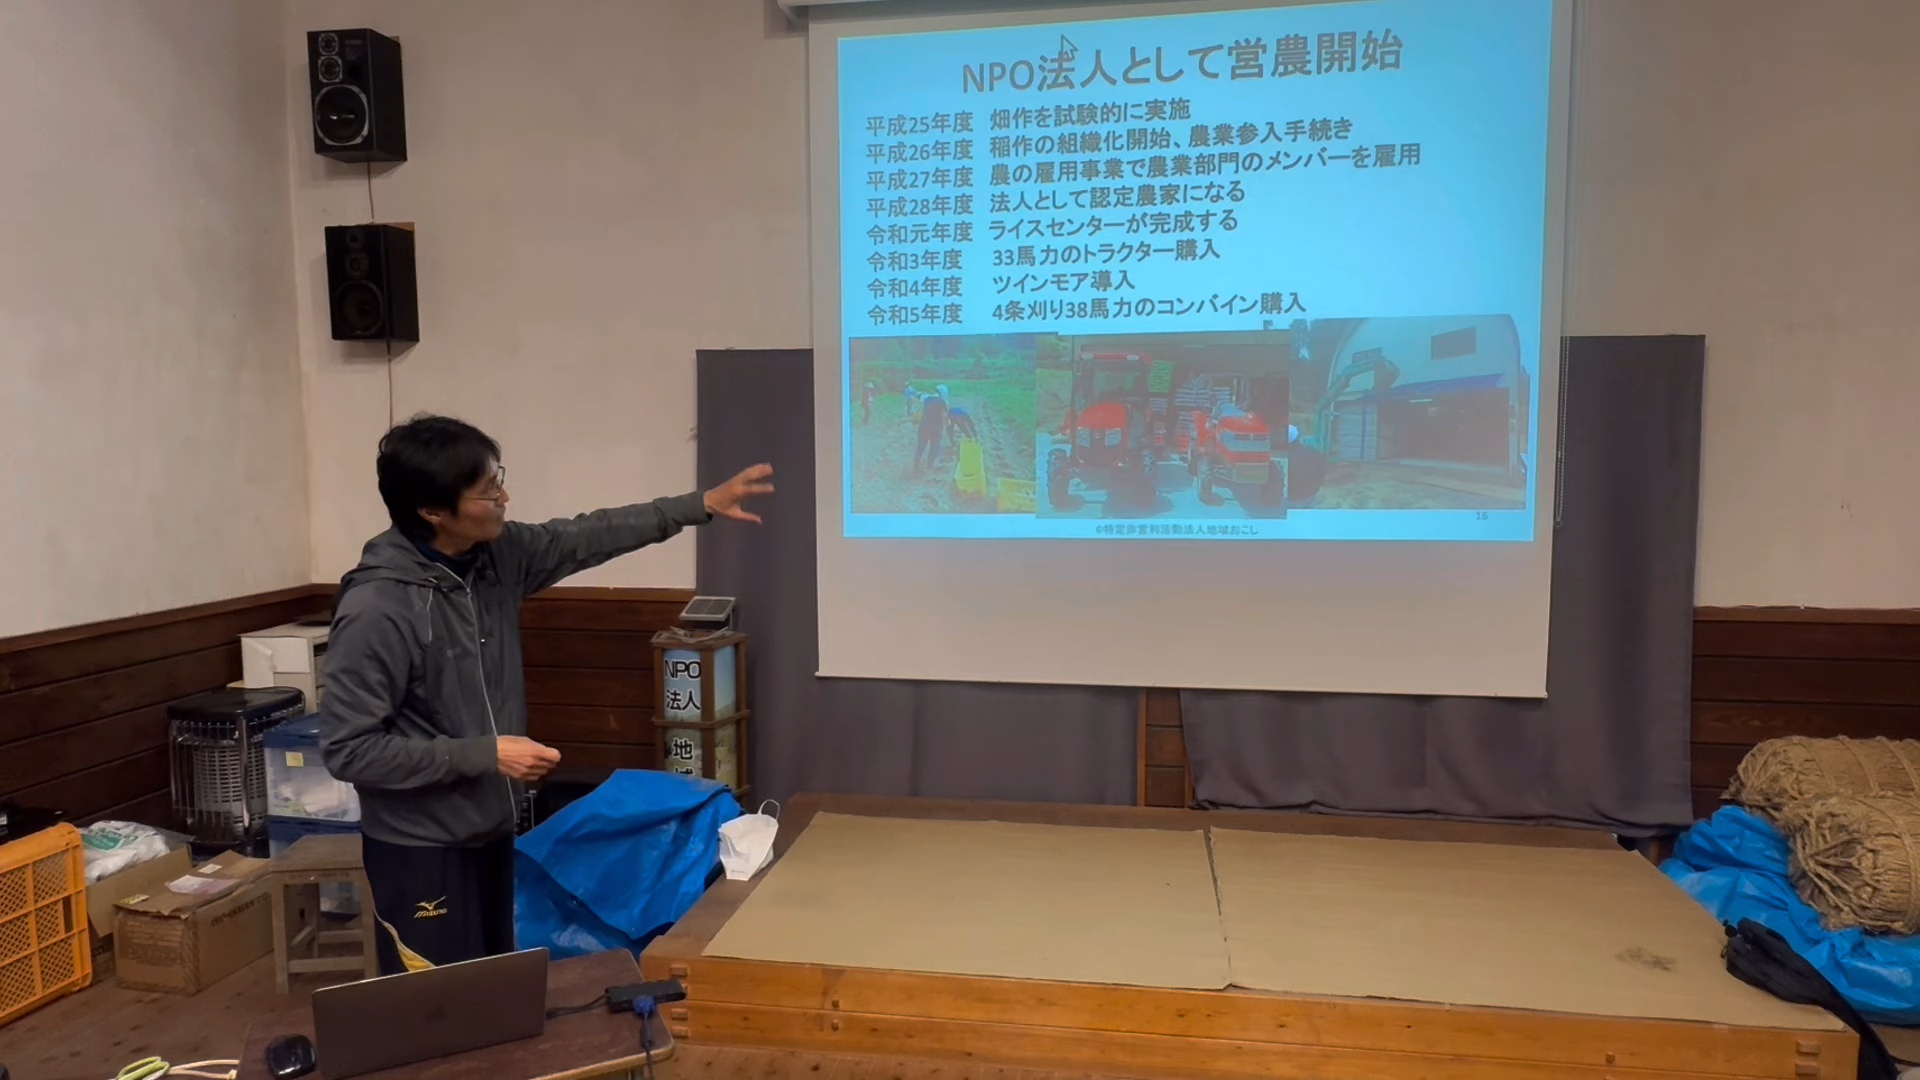 NPO法人として営農開始
平成25年度 畑作を試験的に実施
平成26年度 稲作の組織化開始、農業参入手続き
平成27年度 農の雇用事業で農業部門のメンバーを雇用
平成28年度 法人として認定農家になる
令和元年度 ライスセンターが完成する
令和3年度 33馬力のトラクター購入
令和4年度 ツインモア導入
令和5年度 4条刈り38馬力のコンバイン購入
16
©特定非営利活動法人地域おこし
NPO
法人
地
域
mizuno